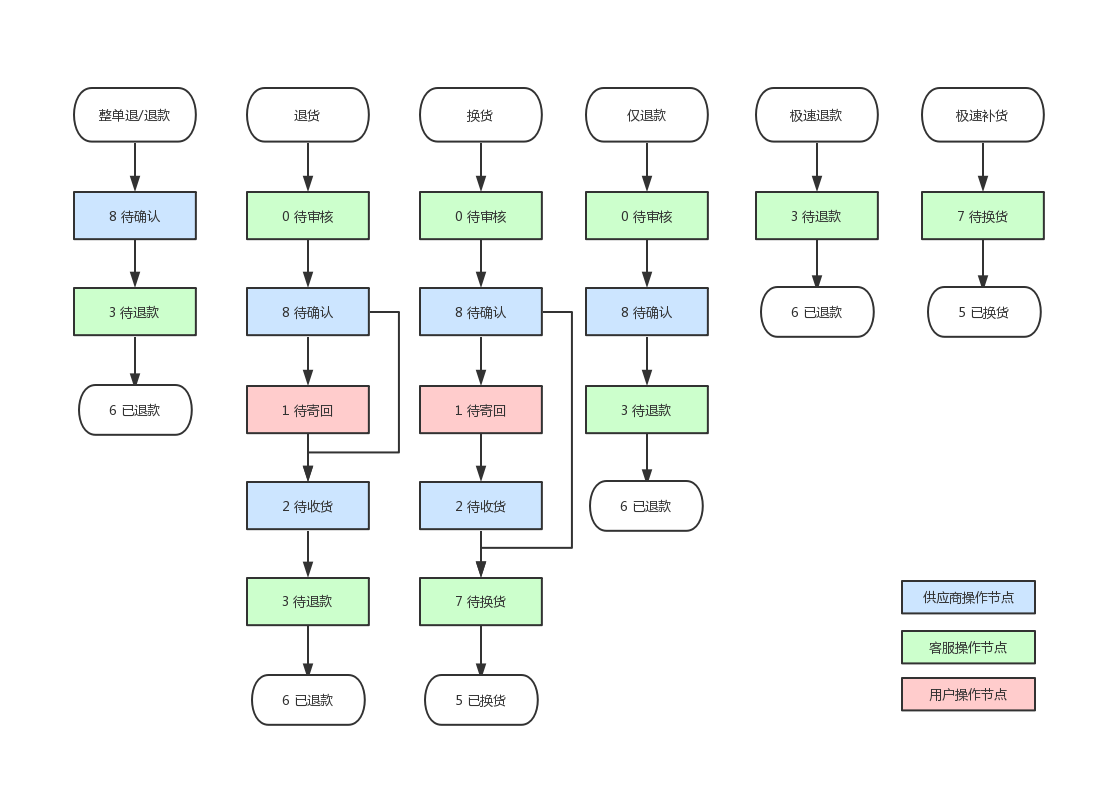 整单退/退款
退货
换货
仅退款
极速退款
极速补货
8 待确认
0 待审核
0 待审核
0 待审核
3 待退款
7 待换货
3 待退款
8 待确认
8 待确认
8 待确认
6 已退款
5 已换货
6 已退款
1 待寄回
1 待寄回
3 待退款
2 待收货
2 待收货
6 已退款
3 待退款
7 待换货
供应商操作节点
客服操作节点
用户操作节点
6 已退款
5 已换货